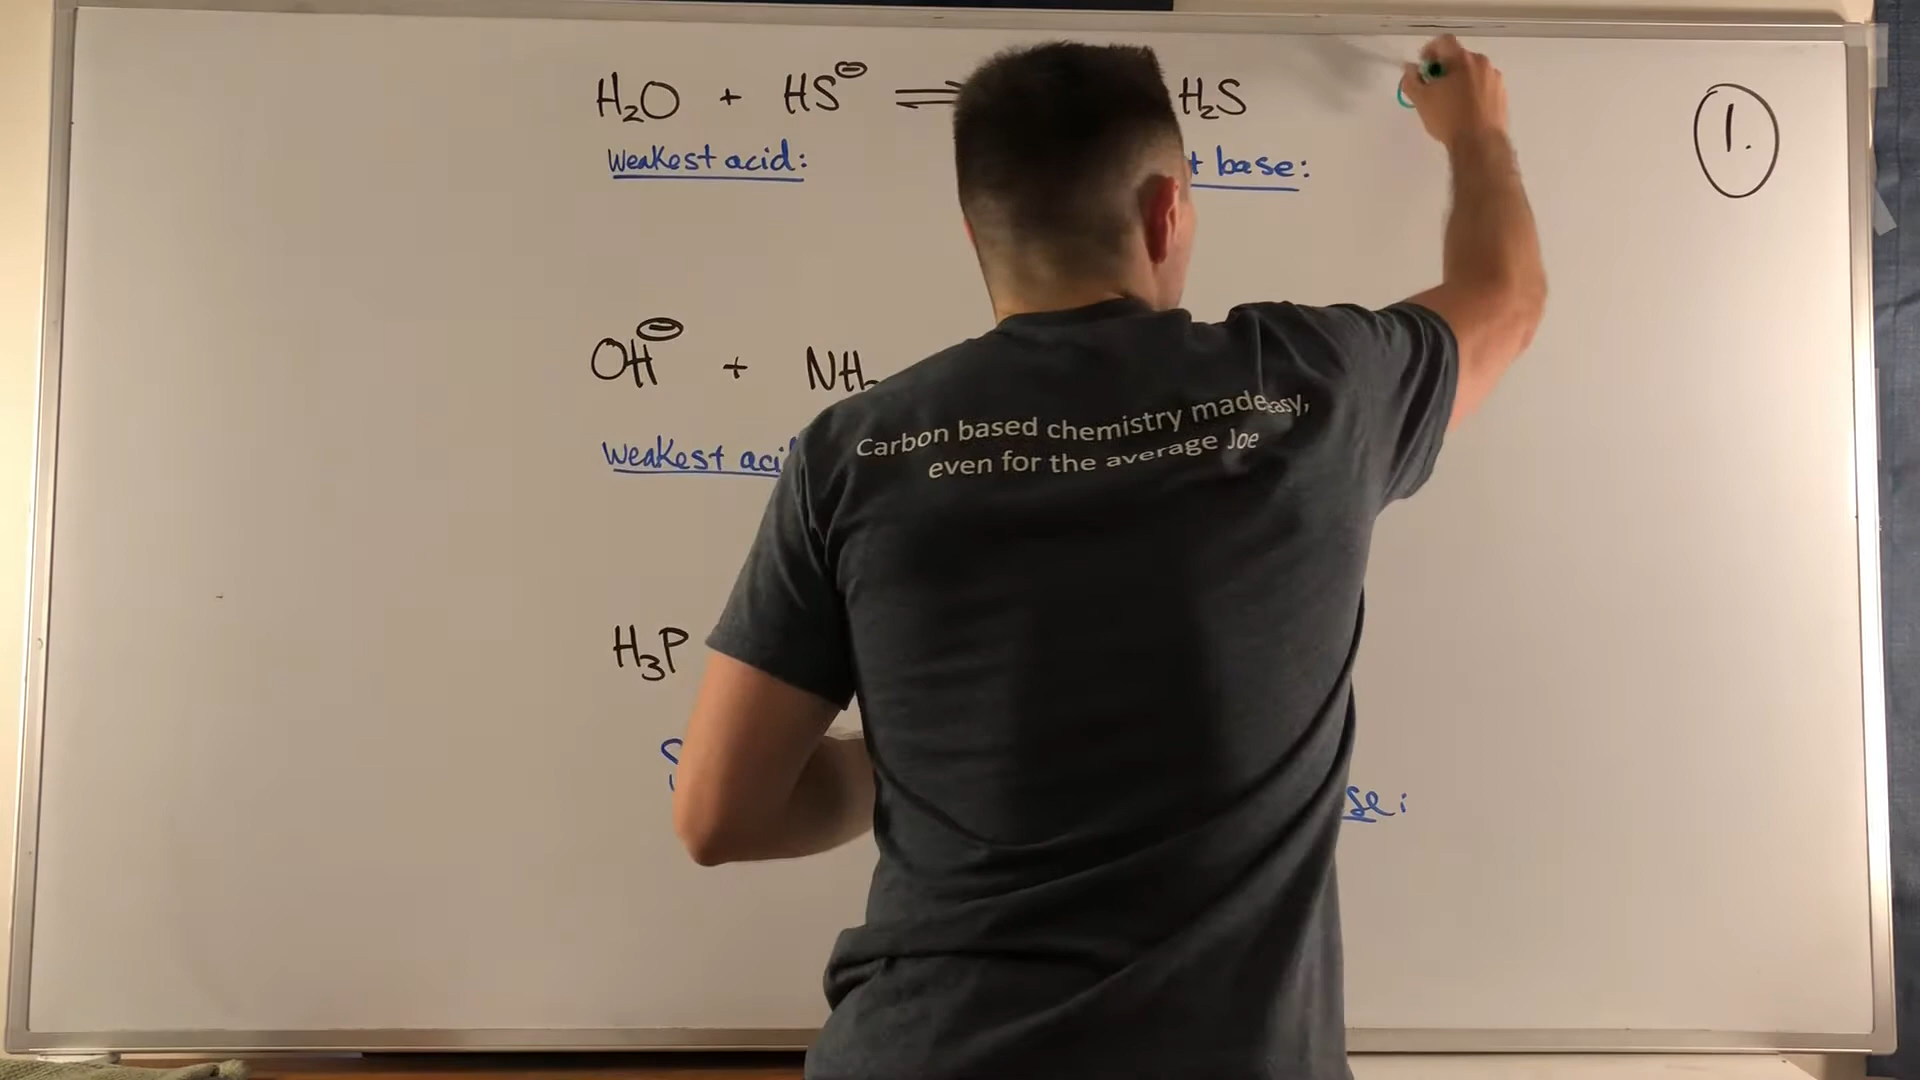 H₂O + HS⊖ ⇌ H₂S
1.
Weakest acid: base:
OH⊖ + NH₂
Weakest aci
Carbon based chemistry made easy,
even for the average Joe
H₃P
se: